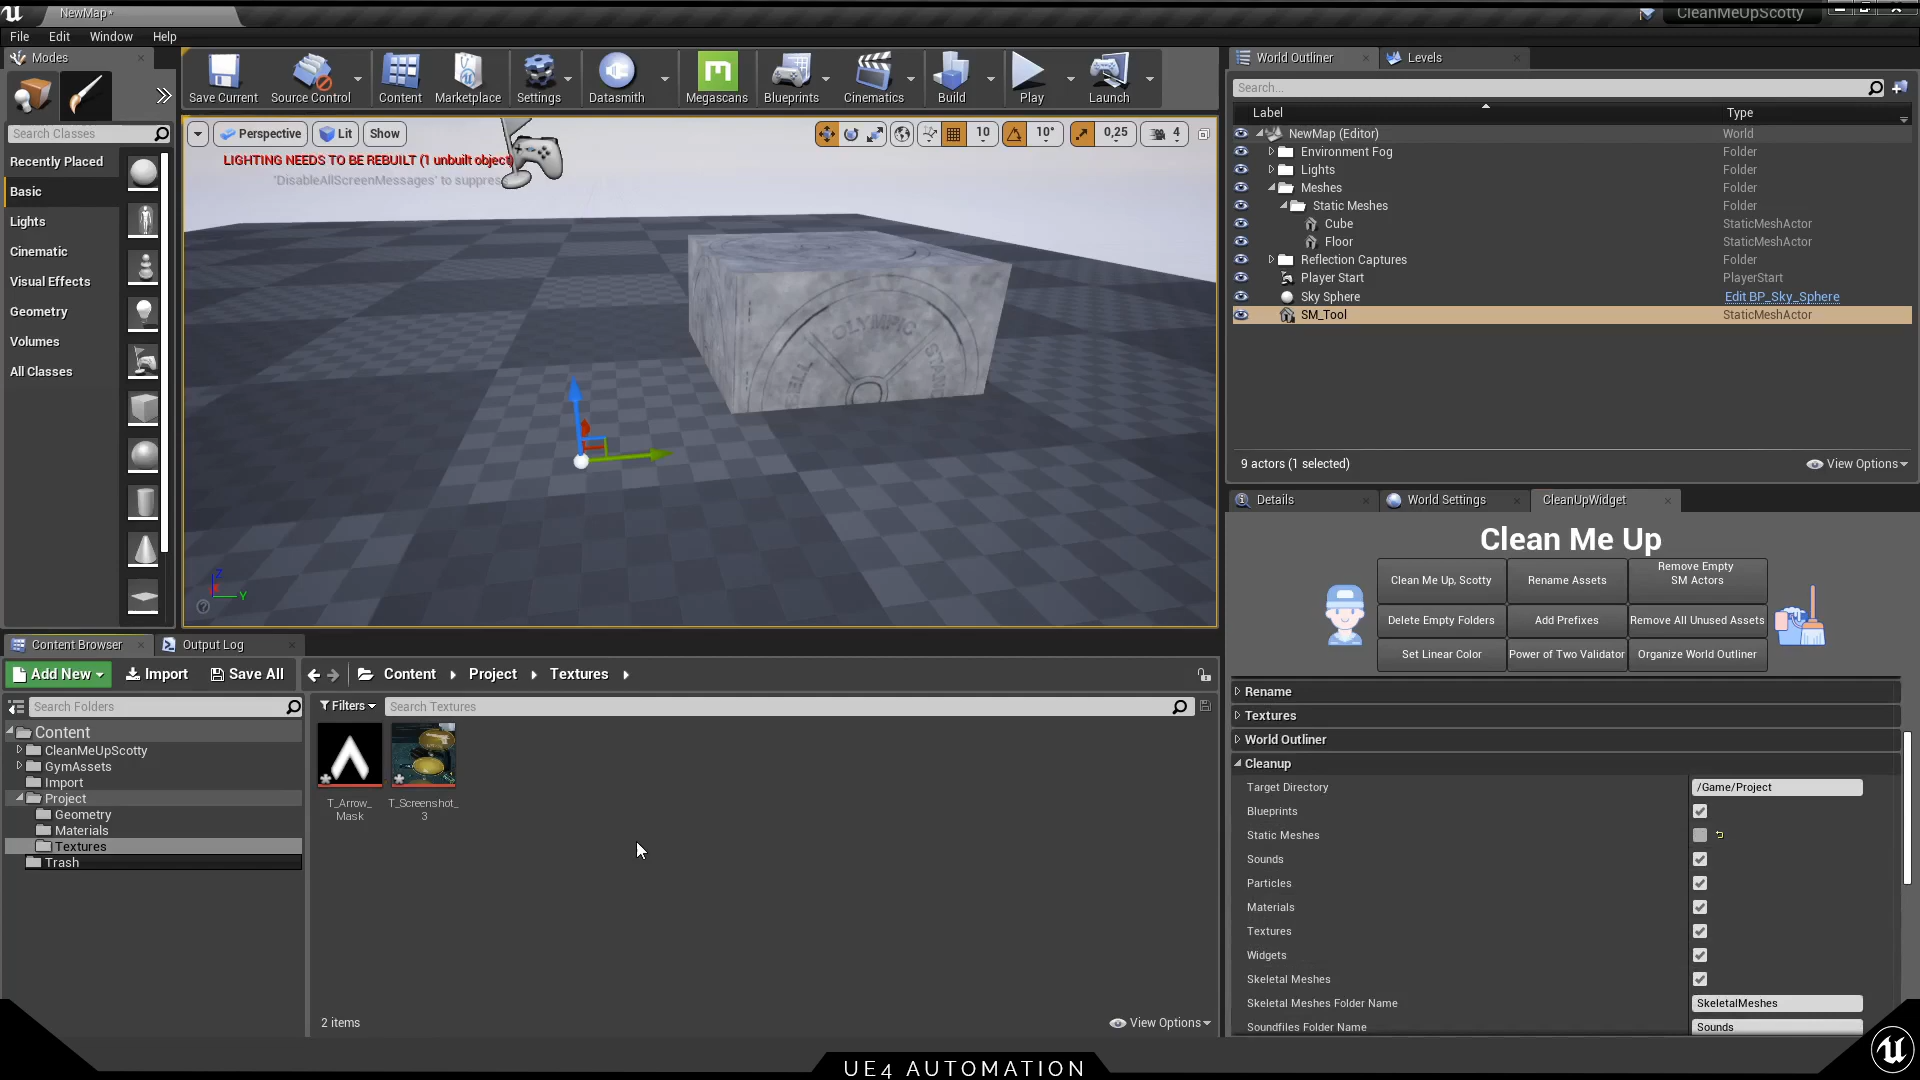 NewMap*
CleanMeUpScotty
File Edit Window Help
Modes
Search Classes
Recently Placed
Basic
Lights
Cinematic
Visual Effects
Geometry
Volumes
All Classes
Save Current
Source Control
Content
Marketplace
Settings
Datasmith
Megascans
Blueprints
Cinematics
Build
Play
Launch
Perspective Lit Show
10 10° 0,25 4
LIGHTING NEEDS TO BE REBUILT (1 unbuilt object)
'DisableAllScreenMessages' to suppress
OLYMPIC
Z
Y
World Outliner Levels
Search...
Label Type
NewMap (Editor) World
Environment Fog Folder
Lights Folder
Meshes Folder
Static Meshes Folder
Cube StaticMeshActor
Floor StaticMeshActor
Reflection Captures Folder
Player Start PlayerStart
Sky Sphere Edit BP_Sky_Sphere
SM_Tool StaticMeshActor
9 actors (1 selected) View Options
Details World Settings CleanUpWidget
Clean Me Up
Clean Me Up, Scotty
Rename Assets
Remove Empty
SM Actors
Delete Empty Folders
Add Prefixes
Remove All Unused Assets
Set Linear Color
Power of Two Validator
Organize World Outliner
Rename
Textures
World Outliner
Cleanup
Target Directory /Game/Project
Blueprints
Static Meshes
Sounds
Particles
Materials
Textures
Widgets
Skeletal Meshes
Skeletal Meshes Folder Name SkeletalMeshes
Soundfiles Folder Name Sounds
Content Browser Output Log
Add New Import Save All Content Project Textures
Search Folders
Filters Search Textures
Content
CleanMeUpScotty
GymAssets
Import
Project
Geometry
Materials
Textures
Trash
T_Arrow_
Mask
T_Screenshot_
3
2 items View Options
UE4 AUTOMATION